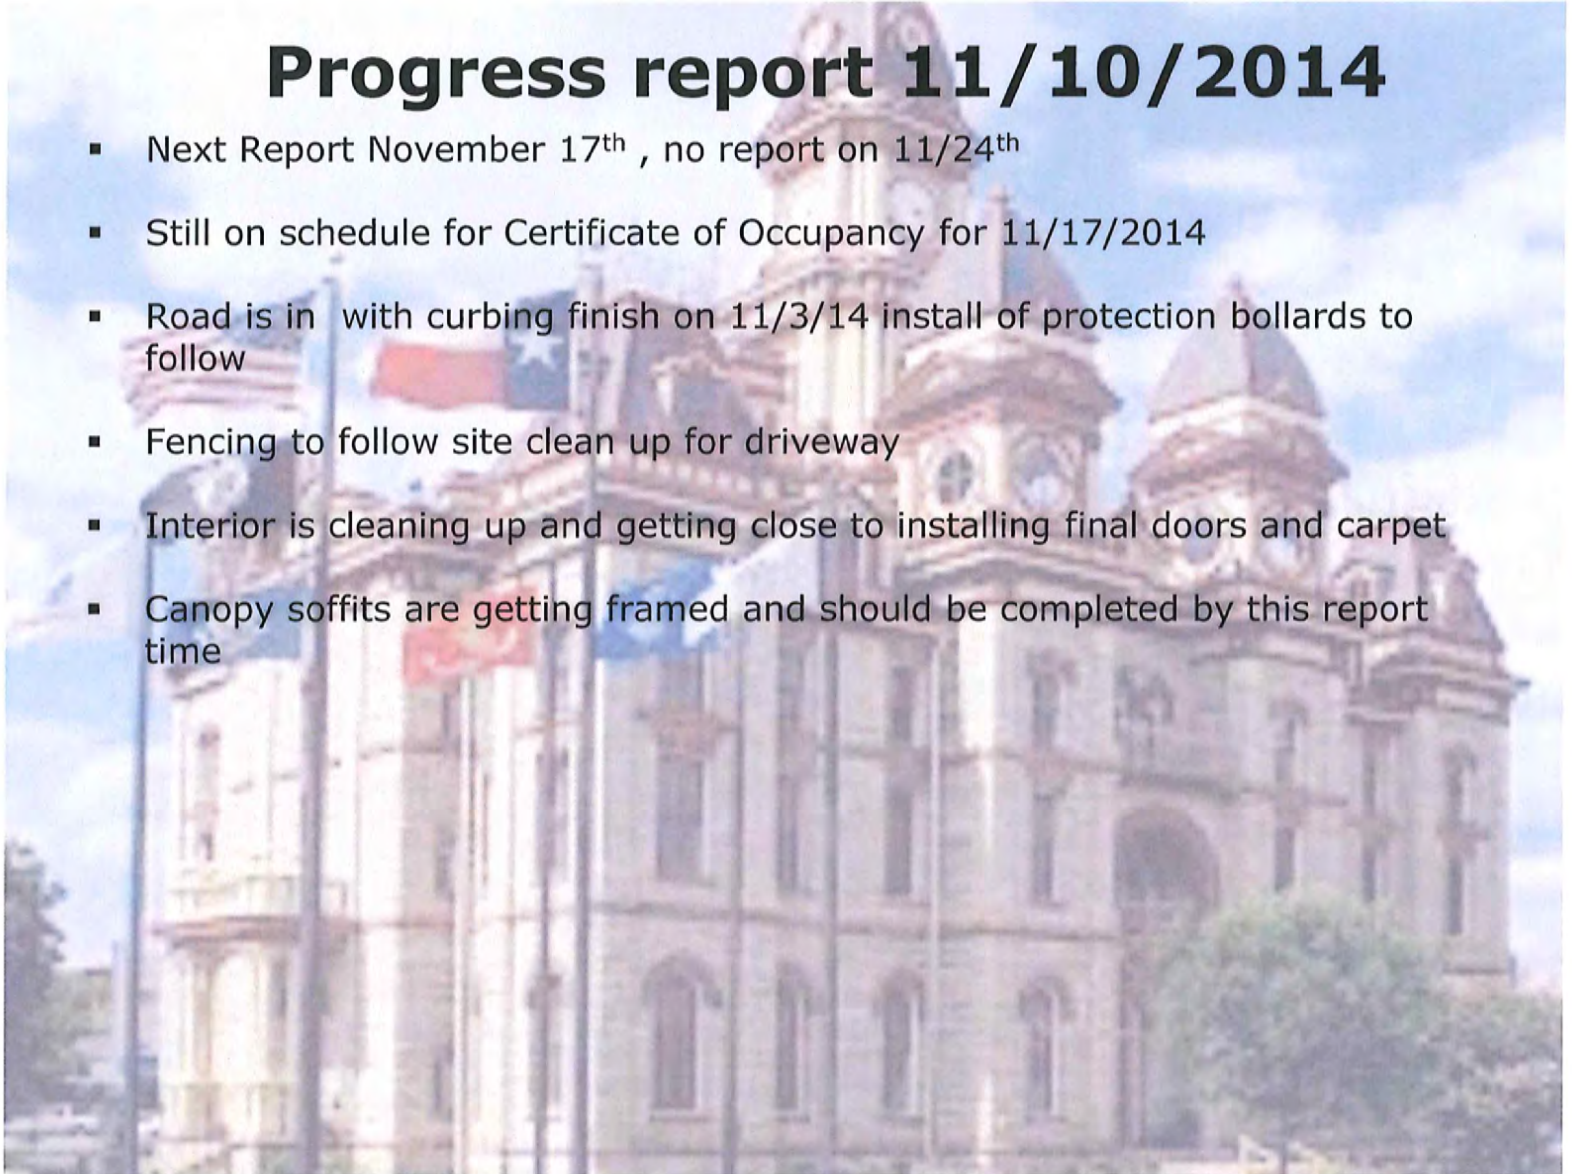 Progress report 11/10/2014
▪ Next Report November 17th , no report on 11/24th
▪ Still on schedule for Certificate of Occupancy for 11/17/2014
▪ Road is in  with curbing finish on 11/3/14 install of protection bollards to
follow
▪ Fencing to follow site clean up for driveway
▪ Interior is cleaning up and getting close to installing final doors and carpet
▪ Canopy soffits are getting framed and should be completed by this report
time